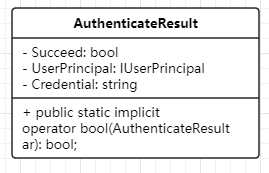 AuthenticateResult
- Succeed: bool
- UserPrincipal: IUserPrincipal
- Credential: string
+ public static implicit
operator bool(AuthenticateResult
ar): bool;